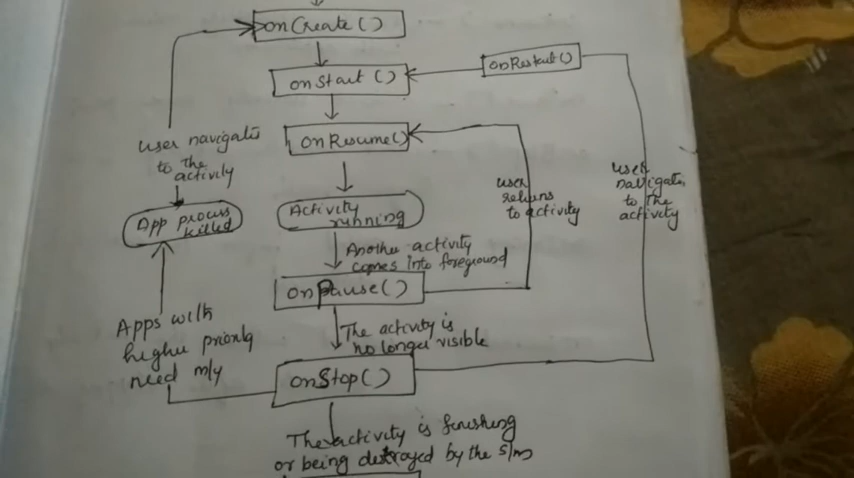 onCreate()
onStart()
onRestart()
onResume()
user navigates
to the
activity
user
returns
to activity
user
navigates
to the
activity
App process
killed
Activity
running
Another activity
comes into foreground
onPause()
Apps with
higher priority
need m/y
The activity is
no longer visible
onStop()
The activity is finishing
or being destroyed by the s/m